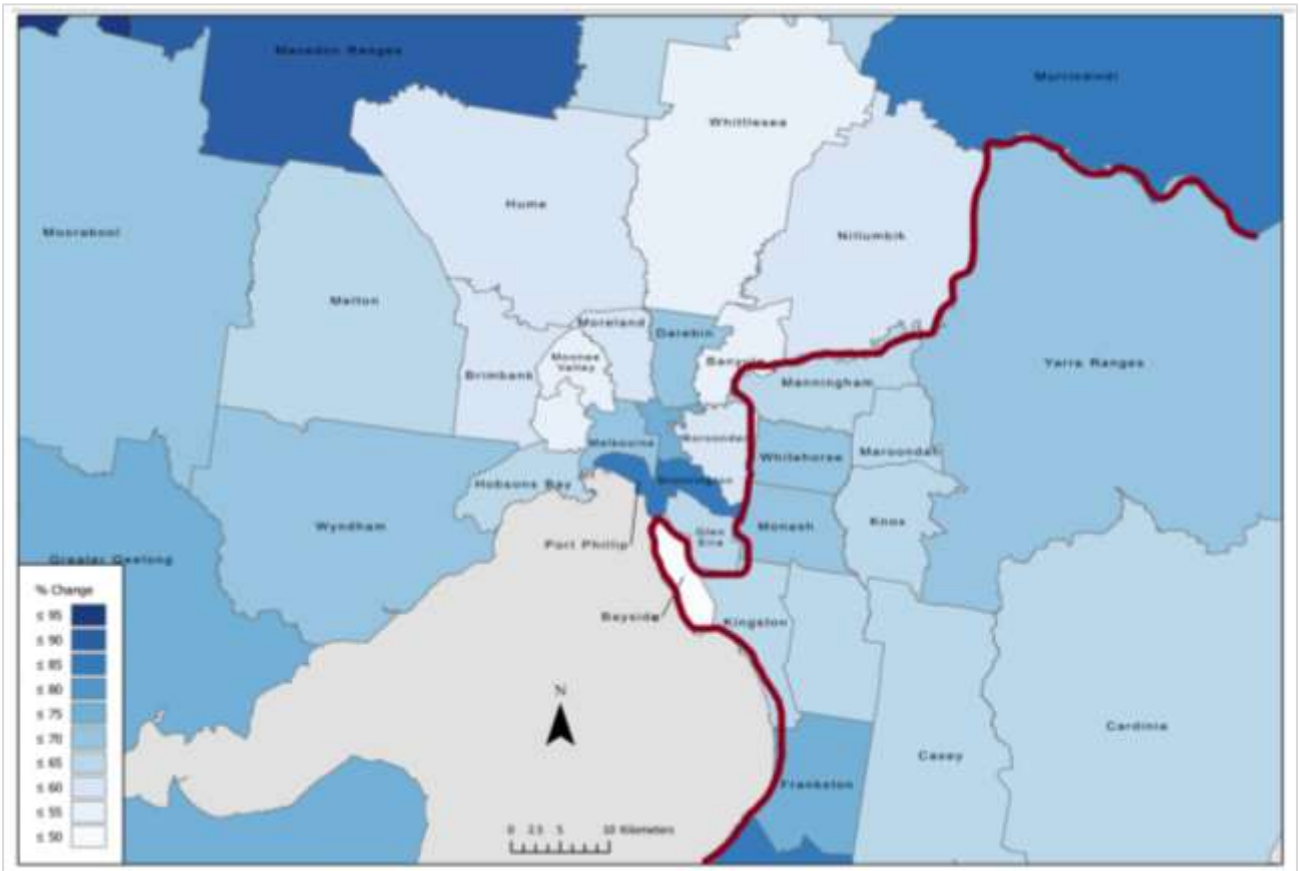 Macedon Ranges
Murrindindi
Whittlesea
Hume
Nillumbik
Moorabool
Melton
Moreland
Darebin
Moonee
Valley
Banyule
Yarra Ranges
Brimbank
Manningham
Melbourne
Boroondara
Maroondah
Whitehorse
Hobsons Bay
Stonnington
Wyndham
Knox
Monash
Glen
Eira
Port Phillip
Greater Geelong
Bayside
Kingston
% Change
≤ 95
≤ 90
≤ 85
≤ 80
≤ 75
≤ 70
≤ 65
≤ 60
≤ 55
≤ 50
N
Cardinia
Casey
Frankston
0 2.5 5 10 Kilometers